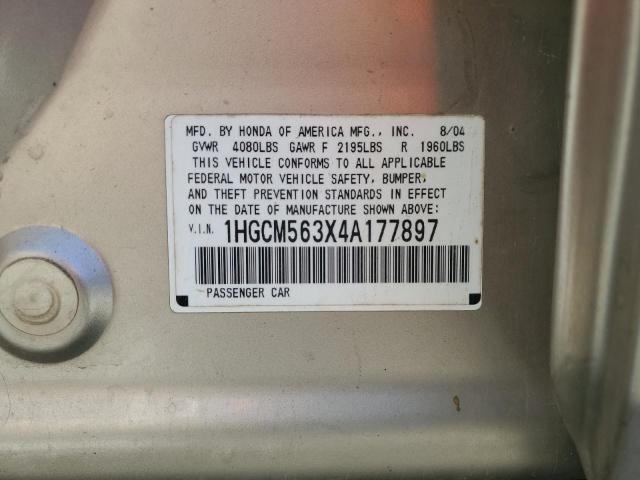 MFD. BY HONDA OF AMERICA MFG., INC. 8/04
GVWR 4080LBS GAWR F 2195LBS R 1960LBS
THIS VEHICLE CONFORMS TO ALL APPLICABLE
FEDERAL MOTOR VEHICLE SAFETY, BUMPER,
AND THEFT PREVENTION STANDARDS IN EFFECT
ON THE DATE OF MANUFACTURE SHOWN ABOVE:
V.I.N. 1HGCM563X4A177897
PASSENGER CAR